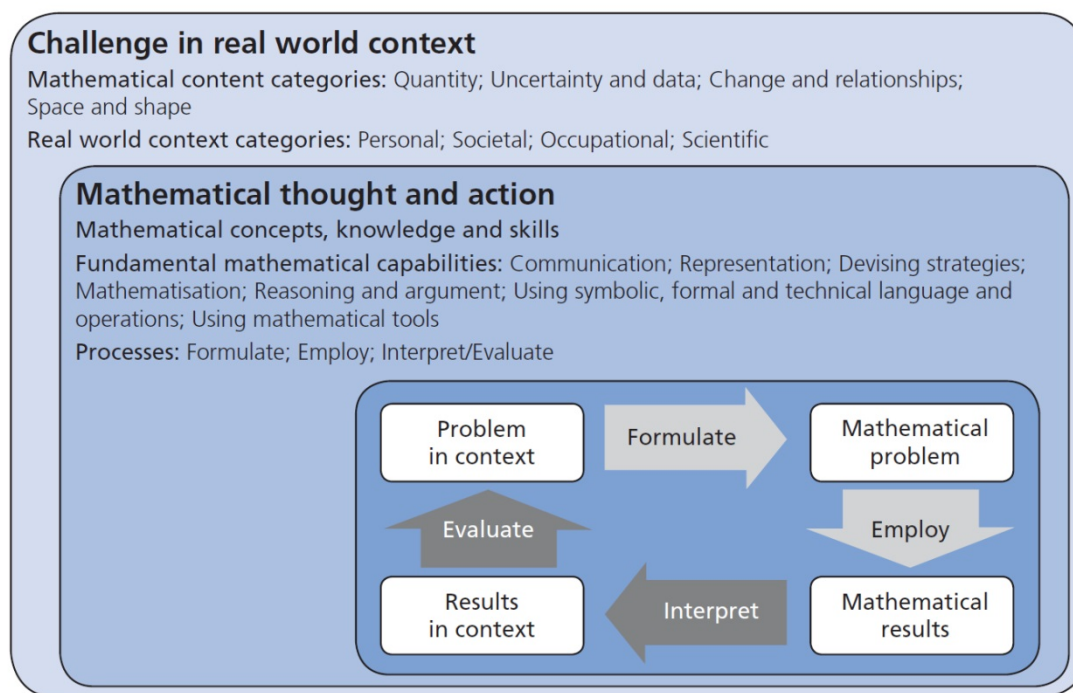 Challenge in real world context
Mathematical content categories: Quantity; Uncertainty and data; Change and relationships;
Space and shape
Real world context categories: Personal; Societal; Occupational; Scientific
Mathematical thought and action
Mathematical concepts, knowledge and skills
Fundamental mathematical capabilities: Communication; Representation; Devising strategies;
Mathematisation; Reasoning and argument; Using symbolic, formal and technical language and
operations; Using mathematical tools
Processes: Formulate; Employ; Interpret/Evaluate
Problem
in context
Formulate
Mathematical
problem
Evaluate
Employ
Results
in context
Interpret
Mathematical
results